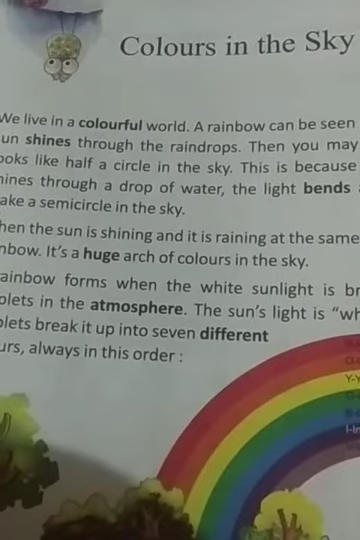 Colours in the Sky
We live in a colourful world. A rainbow can be seen
un shines through the raindrops. Then you may
ooks like half a circle in the sky. This is because
ines through a drop of water, the light bends
ake a semicircle in the sky.
hen the sun is shining and it is raining at the same
nbow. It's a huge arch of colours in the sky.
ainbow forms when the white sunlight is br
plets in the atmosphere. The sun's light is "wh
plets break it up into seven different
urs, always in this order :
Y-Y
I-In